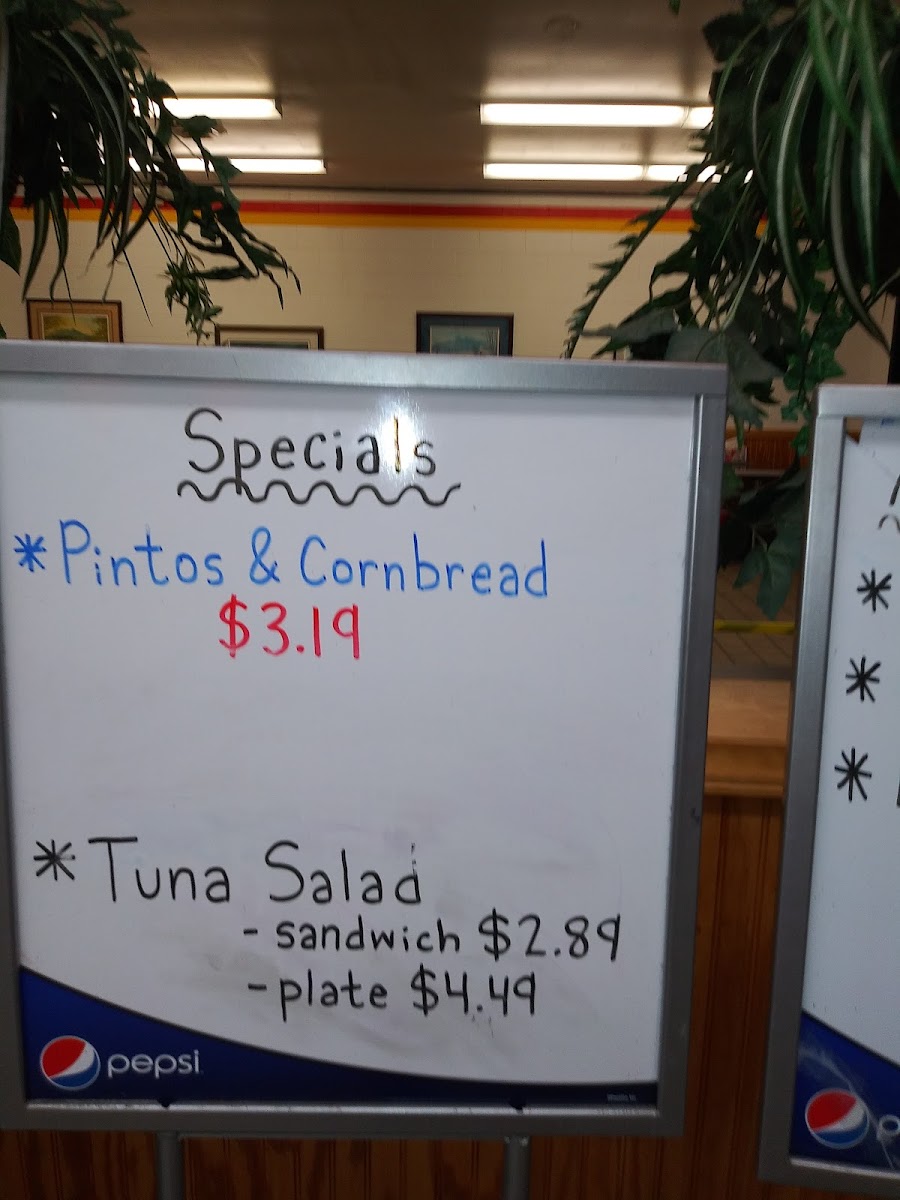 Specials
* Pintos & Cornbread
$3.19
* Tuna Salad
- sandwich $2.89
- plate $4.49
pepsi
*
*
*
p